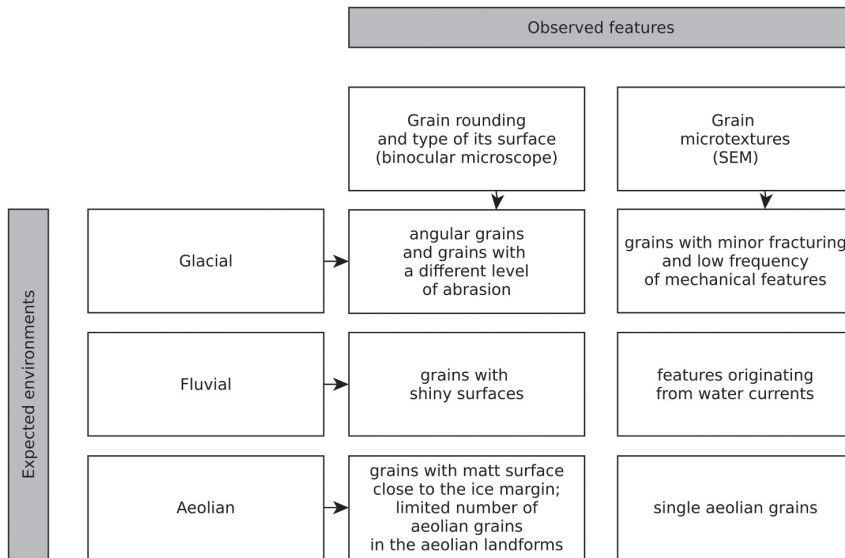 Observed features
Grain rounding
and type of its surface
(binocular microscope)
Grain
microtextures
(SEM)
Expected environments
Glacial
angular grains
and grains with
a different level
of abrasion
grains with minor fracturing
and low frequency
of mechanical features
Fluvial
grains with
shiny surfaces
features originating
from water currents
Aeolian
grains with matt surface
close to the ice margin;
limited number of
aeolian grains
in the aeolian landforms
single aeolian grains